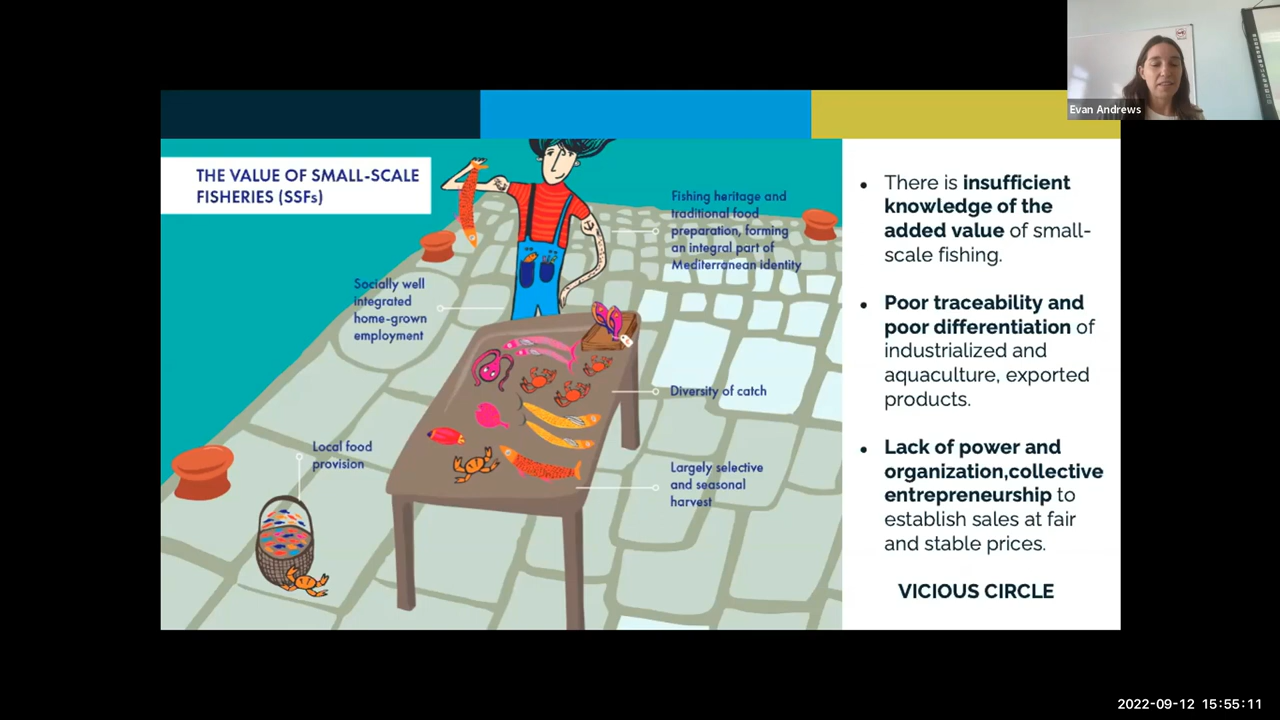 Evan Andrews
THE VALUE OF SMALL-SCALE
FISHERIES (SSFs)
Fishing heritage and
traditional food
preparation, forming
an integral part of
Mediterranean identity
Socially well
integrated
home-grown
employment
Diversity of catch
Local food
provision
Largely selective
and seasonal
harvest
• There is insufficient
knowledge of the
added value of small-
scale fishing.
• Poor traceability and
poor differentiation of
industrialized and
aquaculture, exported
products.
• Lack of power and
organization,collective
entrepreneurship to
establish sales at fair
and stable prices.
VICIOUS CIRCLE
2022-09-12 15:55:11